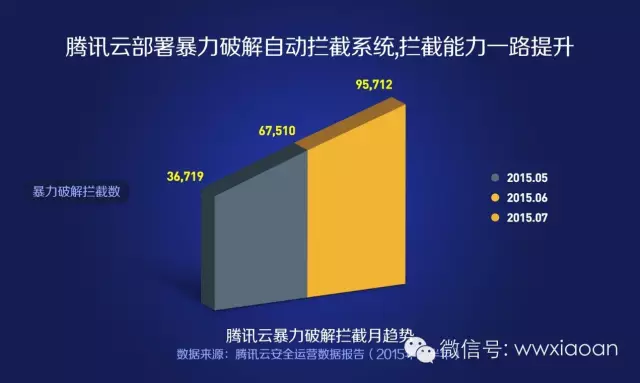 腾讯云部署暴力破解自动拦截系统,拦截能力一路提升
95,712
67,510
36,719
暴力破解拦截数
2015.05
2015.06
2015.07
腾讯云暴力破解拦截月趋势
数据来源：腾讯云安全运营数据报告（2015
微信号: wwxiaoan